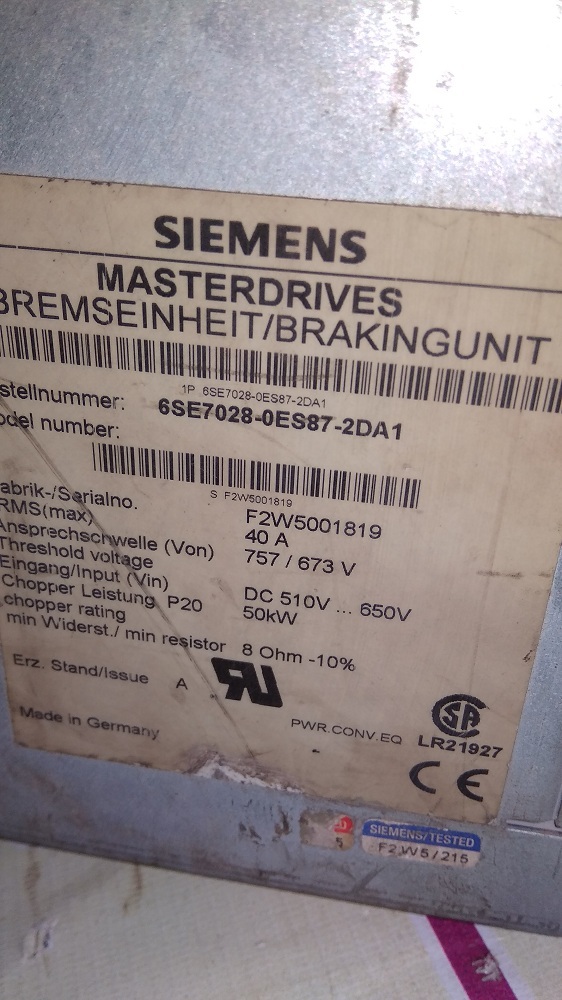 SIEMENS
MASTERDRIVES
BREMSEINHEIT/BRAKINGUNIT
1P 6SE7028-0ES87-2DA1
stellnummer: 6SE7028-0ES87-2DA1
odel number:
S F2W5001819
abrik-/Serialno. F2W5001819
RMS(max) 40 A
Ansprechschwelle (Von) 757 / 673 V
Threshold voltage
Eingang/Input (Vin) DC 510V ... 650V
Chopper Leistung P20 50kW
chopper rating
min Widerst./ min resistor 8 Ohm -10%
Erz. Stand/Issue A
PWR.CONV.EQ LR21927
Made in Germany
CE
5
SIEMENS/TESTED
F2.W5/215